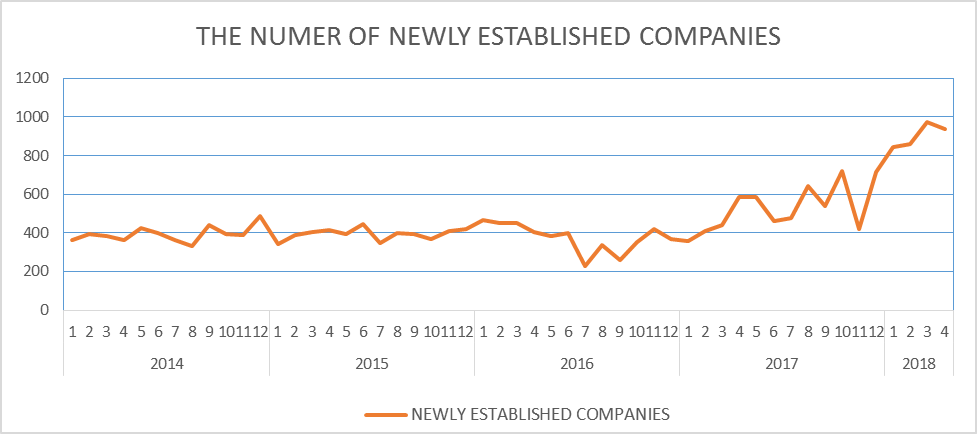 THE NUMER OF NEWLY ESTABLISHED COMPANIES
1200
1000
800
600
400
200
0
1 2 3 4 5 6 7 8 9 10 11 12 1 2 3 4 5 6 7 8 9 10 11 12 1 2 3 4 5 6 7 8 9 10 11 12 1 2 3 4 5 6 7 8 9 10 11 12 1 2 3 4
2014 2015 2016 2017 2018
NEWLY ESTABLISHED COMPANIES